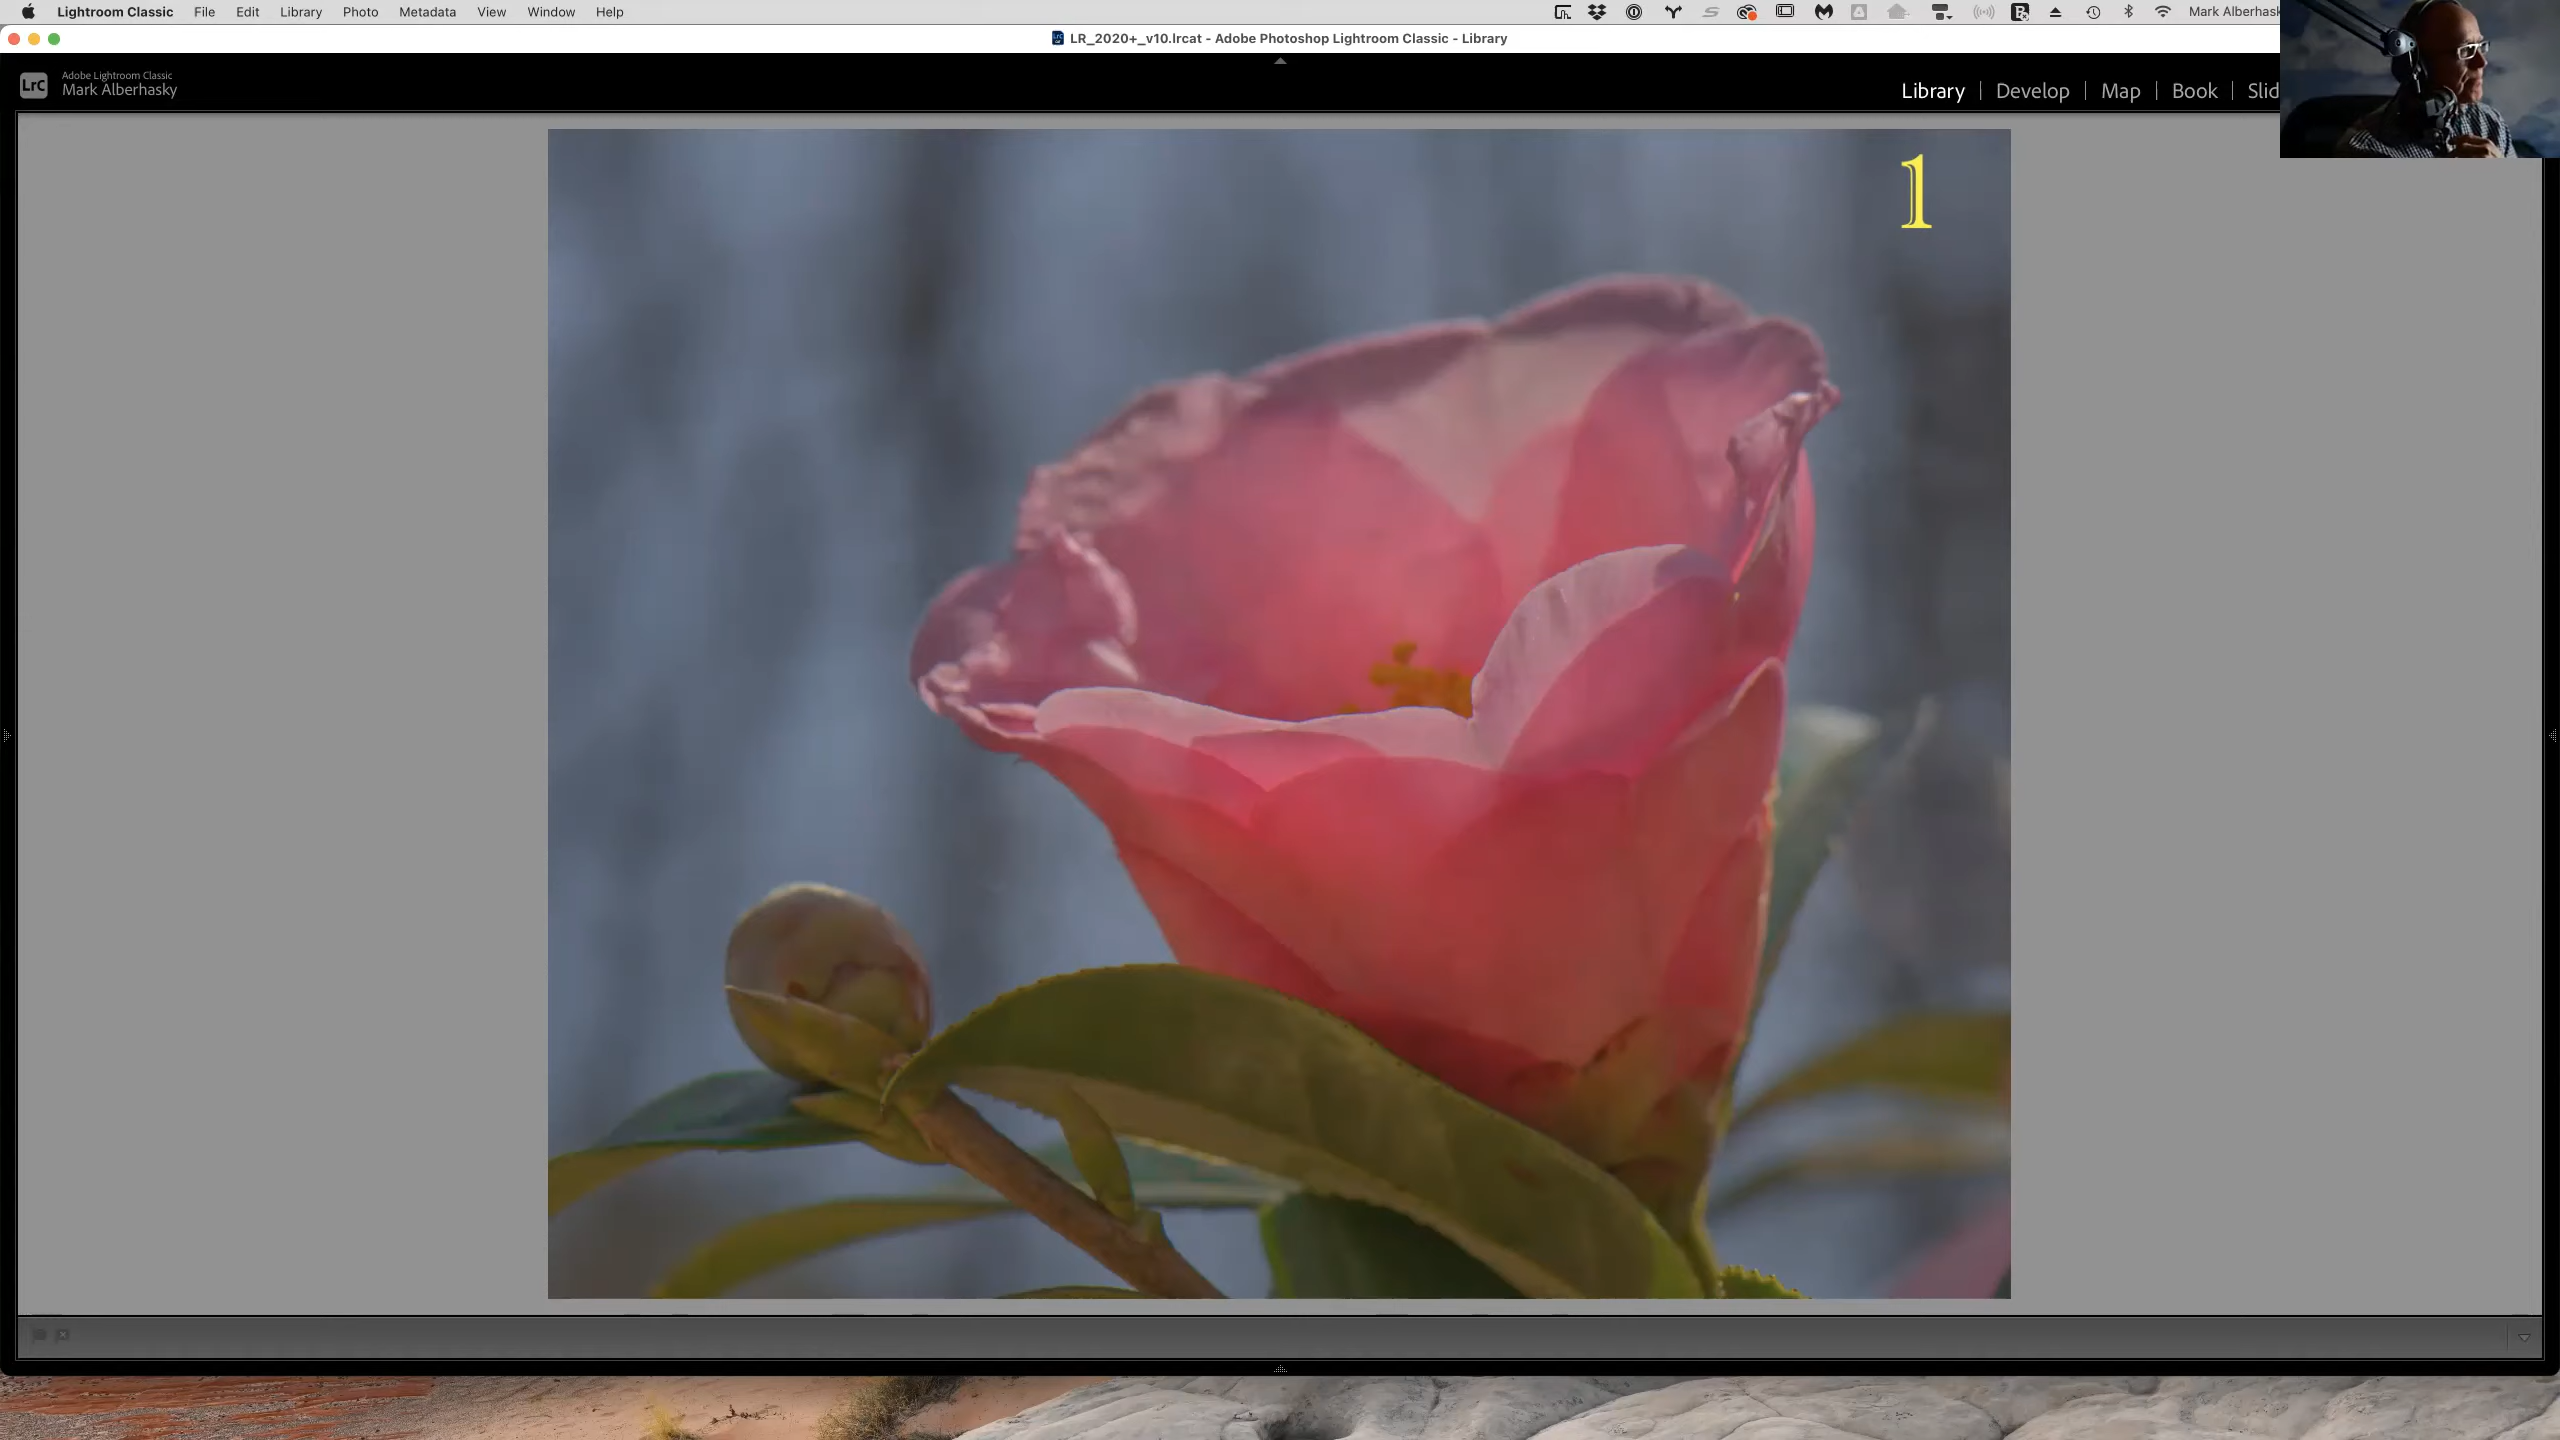 Lightroom Classic File Edit Library Photo Metadata View Window Help Mark Alberhask
LR_2020+_v10.lrcat - Adobe Photoshop Lightroom Classic - Library
LrC Adobe Lightroom Classic
Mark Alberhasky
Library | Develop | Map | Book | Slid
1